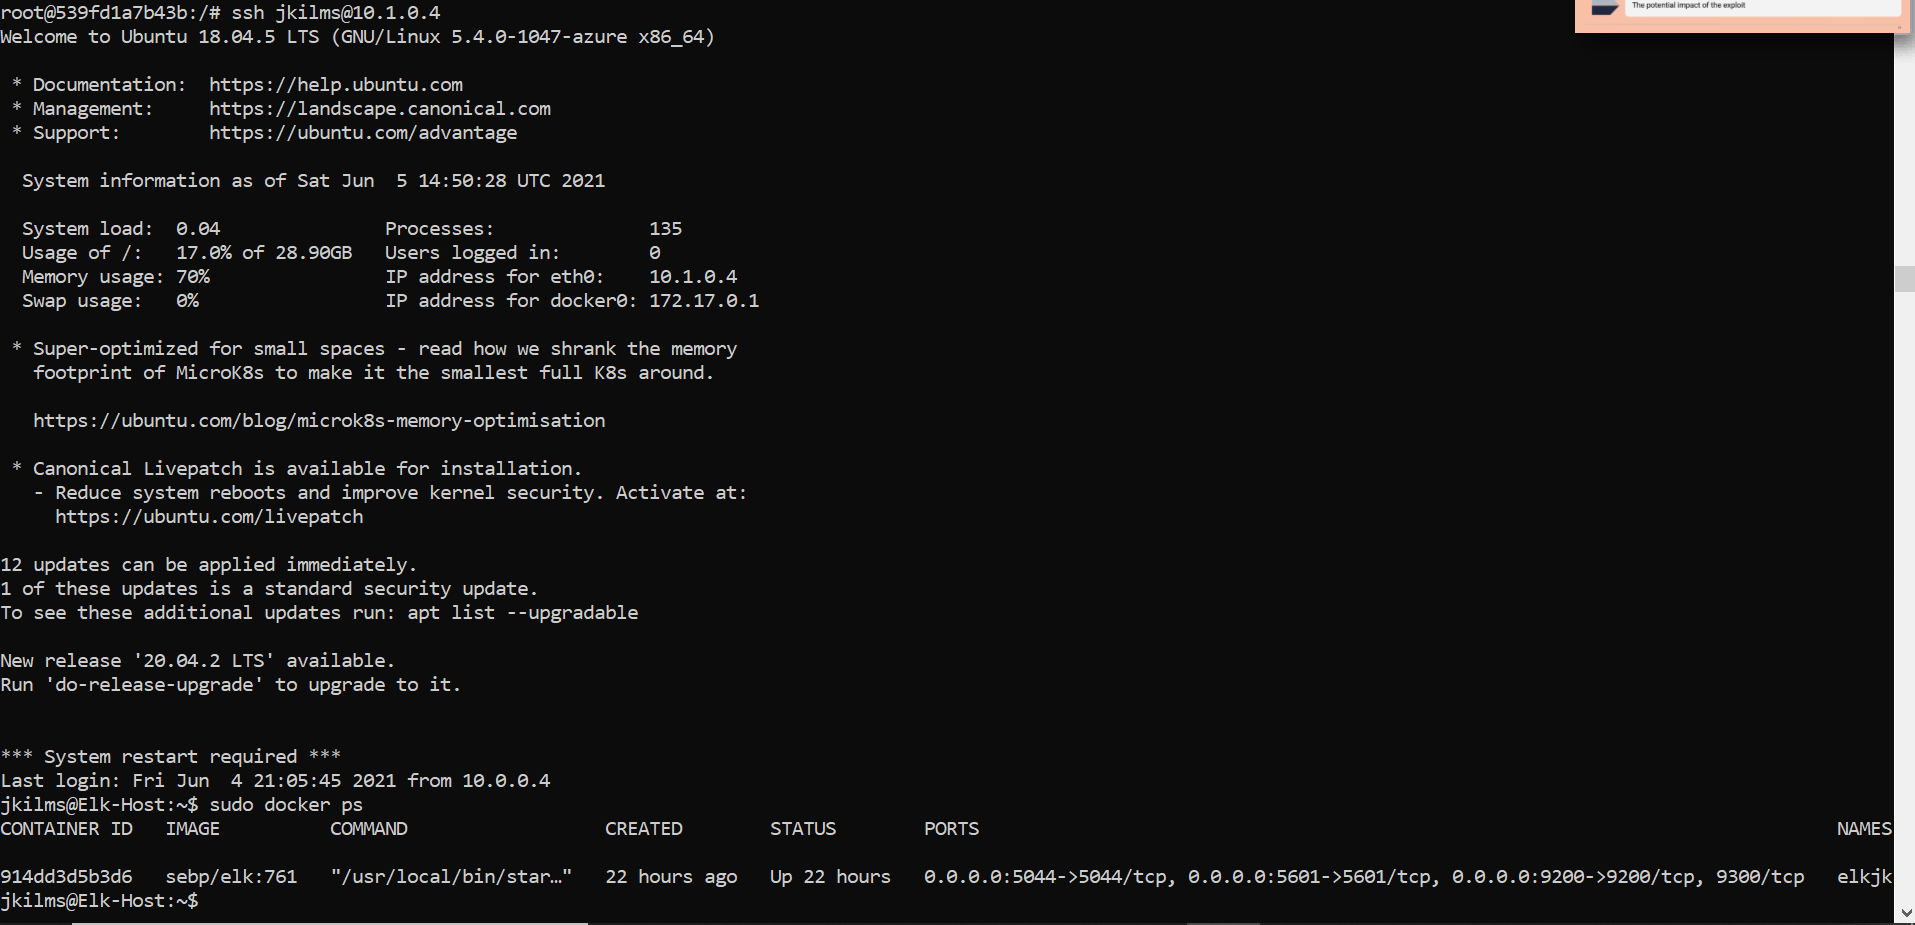 The potential impact of the exploit
root@539fd1a7b43b:/# ssh jkilms@10.1.0.4
Welcome to Ubuntu 18.04.5 LTS (GNU/Linux 5.4.0-1047-azure x86_64)
* Documentation:  https://help.ubuntu.com
* Management:     https://landscape.canonical.com
* Support:        https://ubuntu.com/advantage
System information as of Sat Jun  5 14:50:28 UTC 2021
System load:  0.04               Processes:              135
Usage of /:   17.0% of 28.90GB   Users logged in:        0
Memory usage: 70%                IP address for eth0:    10.1.0.4
Swap usage:   0%                 IP address for docker0: 172.17.0.1
* Super-optimized for small spaces - read how we shrank the memory
footprint of MicroK8s to make it the smallest full K8s around.
https://ubuntu.com/blog/microk8s-memory-optimisation
* Canonical Livepatch is available for installation.
- Reduce system reboots and improve kernel security. Activate at:
https://ubuntu.com/livepatch
12 updates can be applied immediately.
1 of these updates is a standard security update.
To see these additional updates run: apt list --upgradable
New release '20.04.2 LTS' available.
Run 'do-release-upgrade' to upgrade to it.
*** System restart required ***
Last login: Fri Jun  4 21:05:45 2021 from 10.0.0.4
jkilms@Elk-Host:~$ sudo docker ps
CONTAINER ID   IMAGE          COMMAND                  CREATED        STATUS        PORTS                                                                              NAMES
914dd3d5b3d6   sebp/elk:761   "/usr/local/bin/star…"   22 hours ago   Up 22 hours   0.0.0.0:5044->5044/tcp, 0.0.0.0:5601->5601/tcp, 0.0.0.0:9200->9200/tcp, 9300/tcp   elkjk
jkilms@Elk-Host:~$